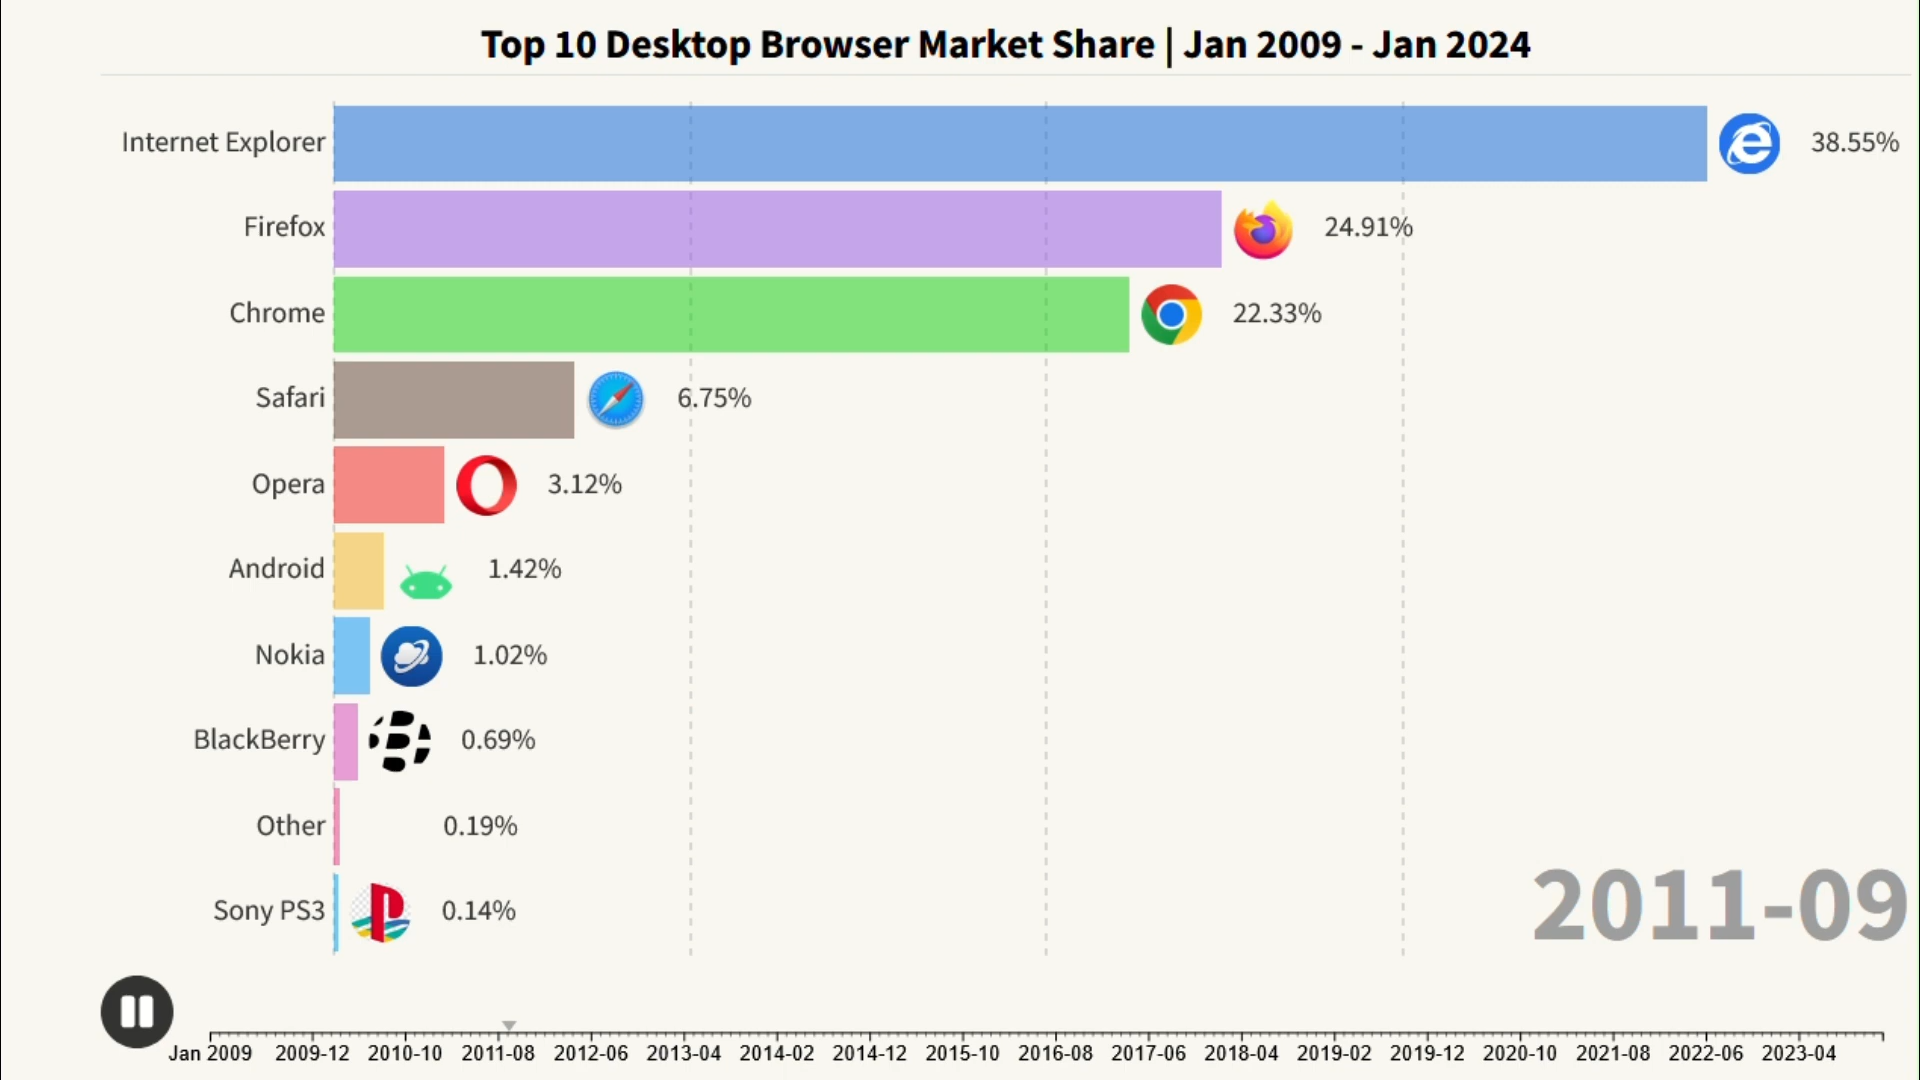 Top 10 Desktop Browser Market Share | Jan 2009 - Jan 2024
Internet Explorer 38.55%
Firefox 24.91%
Chrome 22.33%
Safari 6.75%
Opera 3.12%
Android 1.42%
Nokia 1.02%
BlackBerry 0.69%
Other 0.19%
Sony PS3 0.14%
2011-09
Jan 2009 2009-12 2010-10 2011-08 2012-06 2013-04 2014-02 2014-12 2015-10 2016-08 2017-06 2018-04 2019-02 2019-12 2020-10 2021-08 2022-06 2023-04